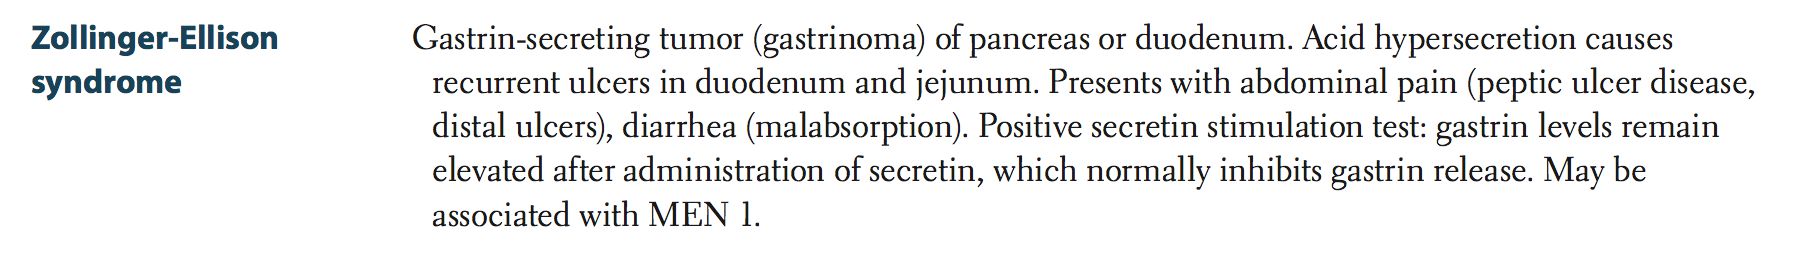 Zollinger-Ellison
syndrome
Gastrin-secreting tumor (gastrinoma) of pancreas or duodenum. Acid hypersecretion causes
recurrent ulcers in duodenum and jejunum. Presents with abdominal pain (peptic ulcer disease,
distal ulcers), diarrhea (malabsorption). Positive secretin stimulation test: gastrin levels remain
elevated after administration of secretin, which normally inhibits gastrin release. May be
associated with MEN 1.